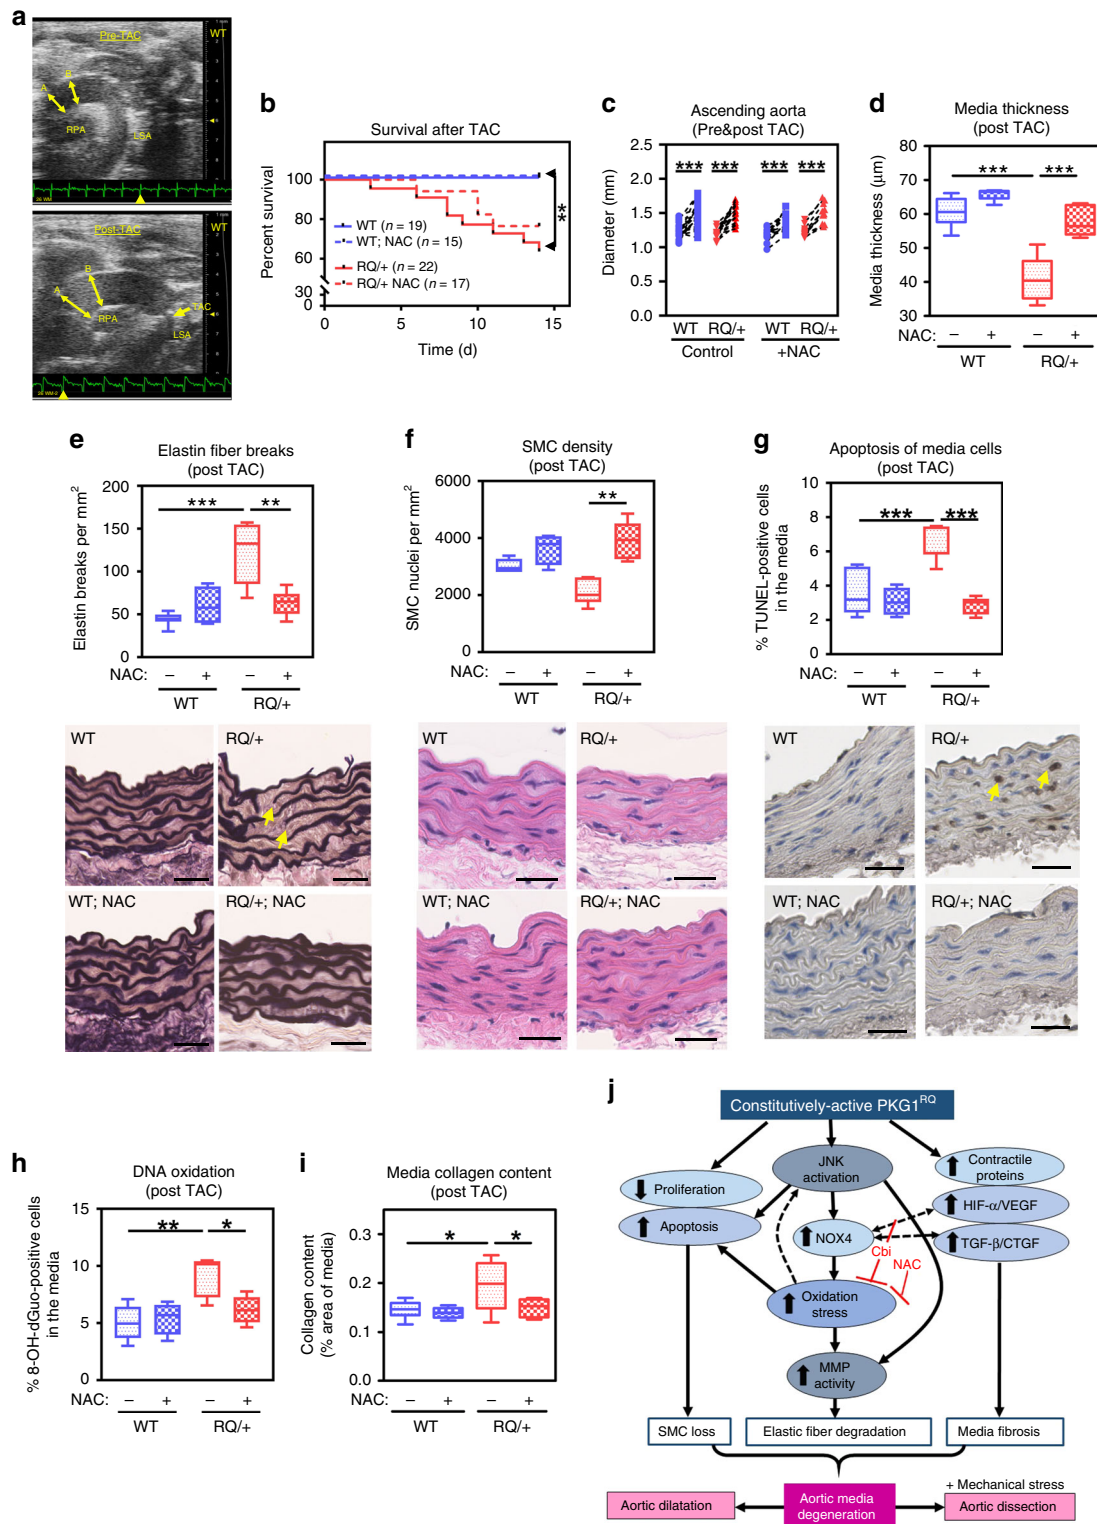 a
Pre-TAC
WT
A
B
RPA
LSA
Post-TAC
WT
A
B
RPA
TAC
LSA
b
Survival after TAC
Percent survival
100
80
60
30
0
WT (n = 19)
WT; NAC (n = 15)
RQ/+ (n = 22)
RQ/+ NAC (n = 17)
**
0 5 10 15
Time (d)
c
Ascending aorta
(Pre&post TAC)
Diameter (mm)
2.5
2.0
1.5
1.0
0.5
0
*** *** *** ***
WT RQ/+ WT RQ/+
Control +NAC
d
Media thickness
(post TAC)
Media thickness (μm)
80
70
60
50
40
30
*** ***
NAC: – + – +
WT RQ/+
e
Elastin fiber breaks
(post TAC)
Elastin breaks per mm2
200
150
100
50
0
*** **
NAC: – + – +
WT RQ/+
WT RQ/+
WT; NAC RQ/+; NAC
f
SMC density
(post TAC)
SMC nuclei per mm2
6000
4000
2000
0
**
NAC: – + – +
WT RQ/+
WT RQ/+
WT; NAC RQ/+; NAC
g
Apoptosis of media cells
(post TAC)
% TUNEL-positive cells
in the media
10
8
6
4
2
0
*** ***
NAC: – + – +
WT RQ/+
WT RQ/+
WT; NAC RQ/+; NAC
h
DNA oxidation
(post TAC)
% 8-OH-dGuo-positive cells
in the media
15
10
5
0
** *
NAC: – + – +
WT RQ/+
i
Media collagen content
(post TAC)
Collagen content
(% area of media)
0.3
0.2
0.1
0
* *
NAC: – + – +
WT RQ/+
j
Constitutively-active PKG1RQ
JNK
activation
Contractile
proteins
Proliferation
HIF-α/VEGF
Apoptosis
NOX4
TGF-β/CTGF
Cbi
NAC
Oxidation
stress
MMP
activity
SMC loss
Elastic fiber degradation
Media fibrosis
+ Mechanical stress
Aortic dilatation
Aortic media
degeneration
Aortic dissection